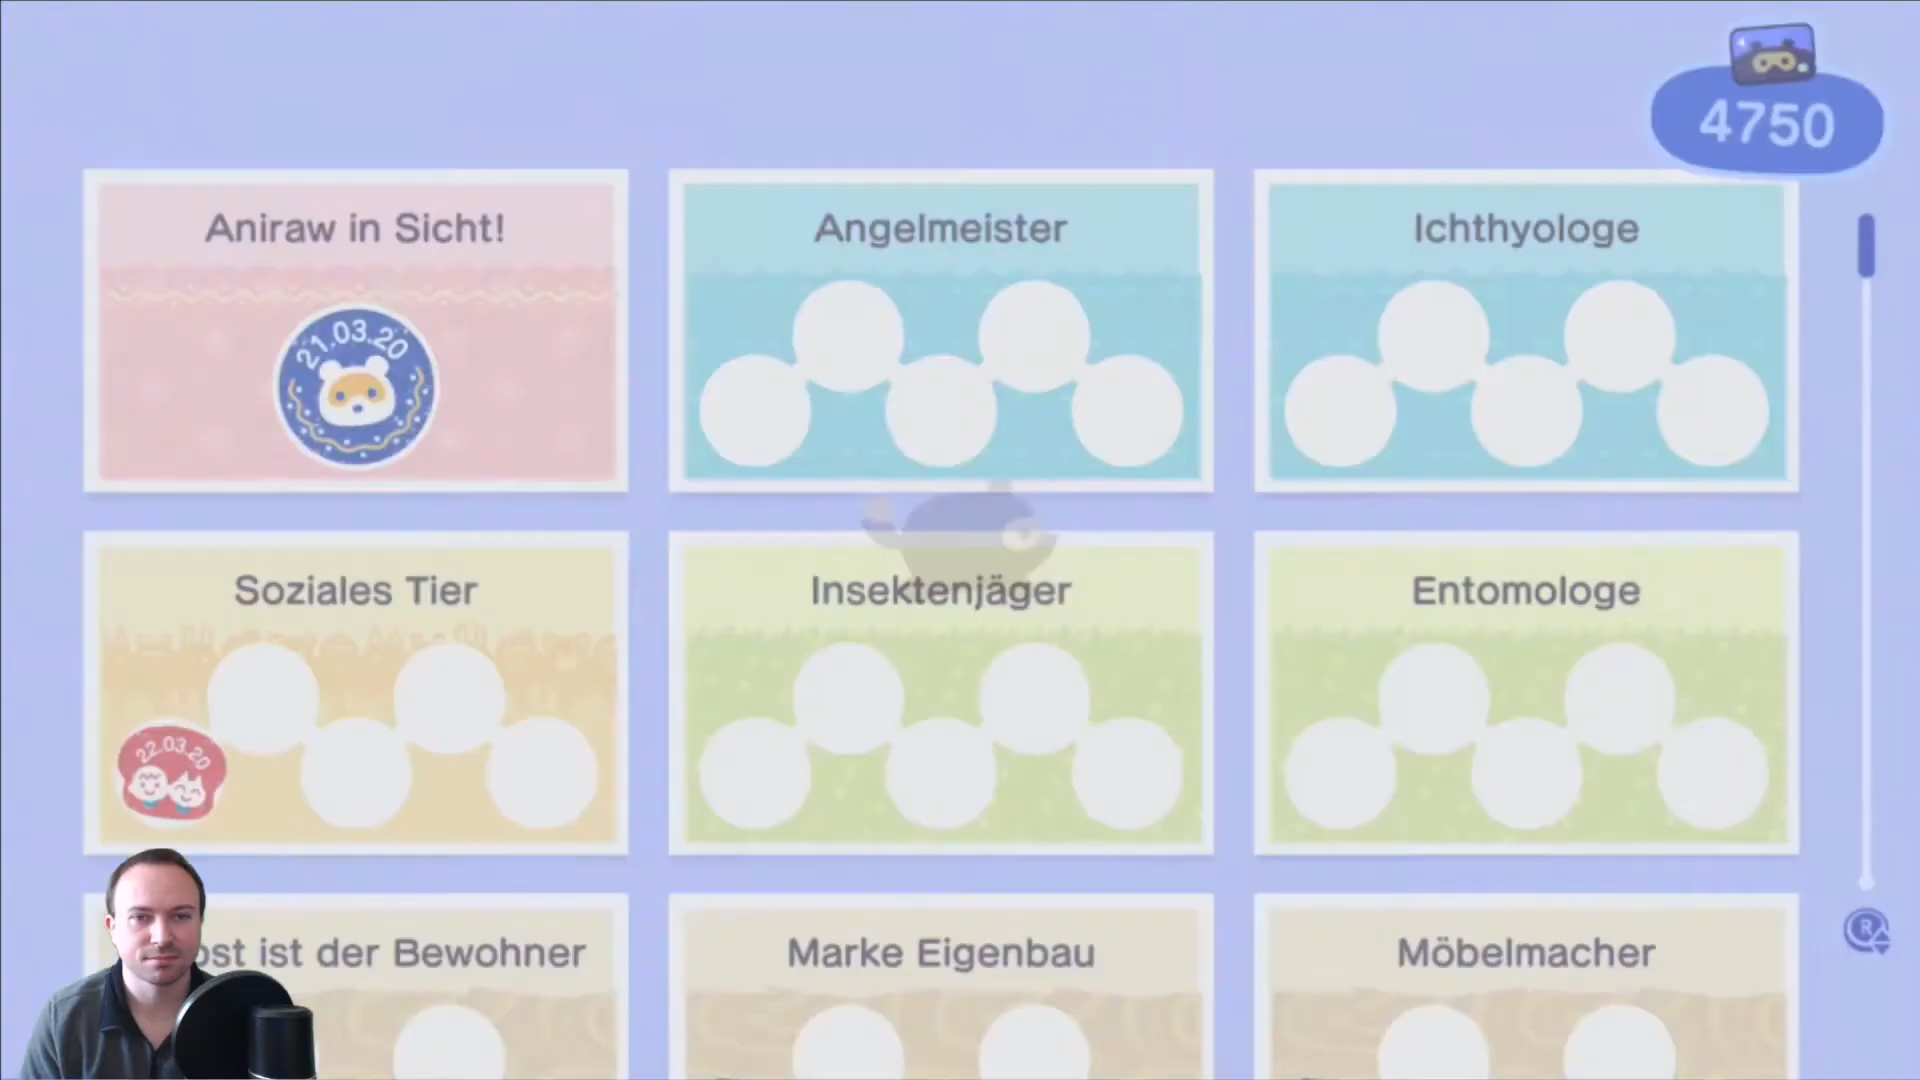 4750
Aniraw in Sicht!
Angelmeister
Ichthyologe
21.03.20
Soziales Tier
Insektenjäger
Entomologe
22.03.20
ist der Bewohner
Marke Eigenbau
Möbelmacher
R